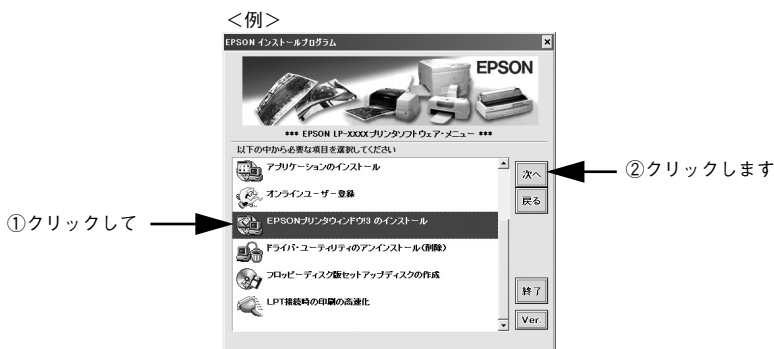 ＜例＞
EPSON インストールプログラム
EPSON
*** EPSON LP-XXXXプリンタソフトウェア・メニュー ***
以下の中から必要な項目を選択してください
アプリケーションのインストール
次へ
②クリックします
オンラインユーザー登録
戻る
①クリックして
EPSONプリンタウィンドウ!3 のインストール
ドライバ・ユーティリティのアンインストール(削除)
フロッピーディスク版セットアップディスクの作成
終了
LPT接続時の印刷の高速化
Ver.